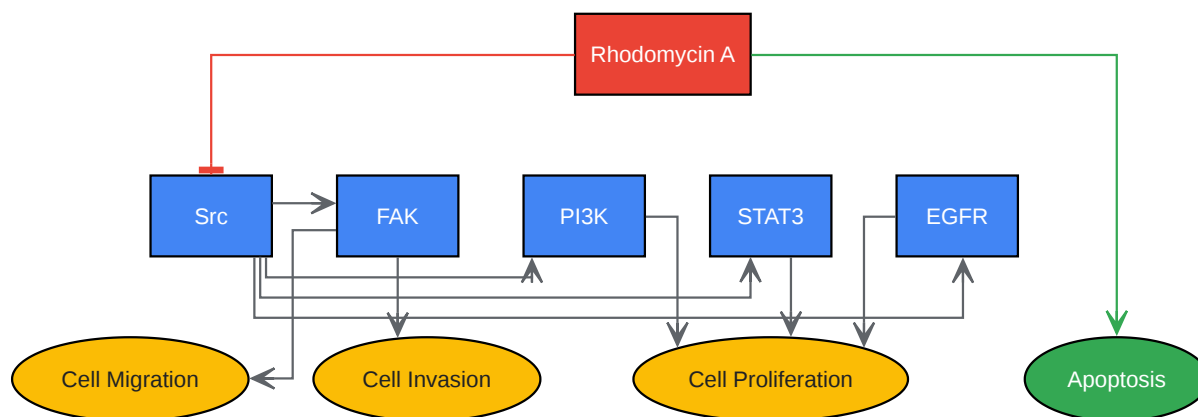 Rhodomycin A
Src
FAK
PI3K
STAT3
EGFR
Cell Migration
Cell Invasion
Cell Proliferation
Apoptosis